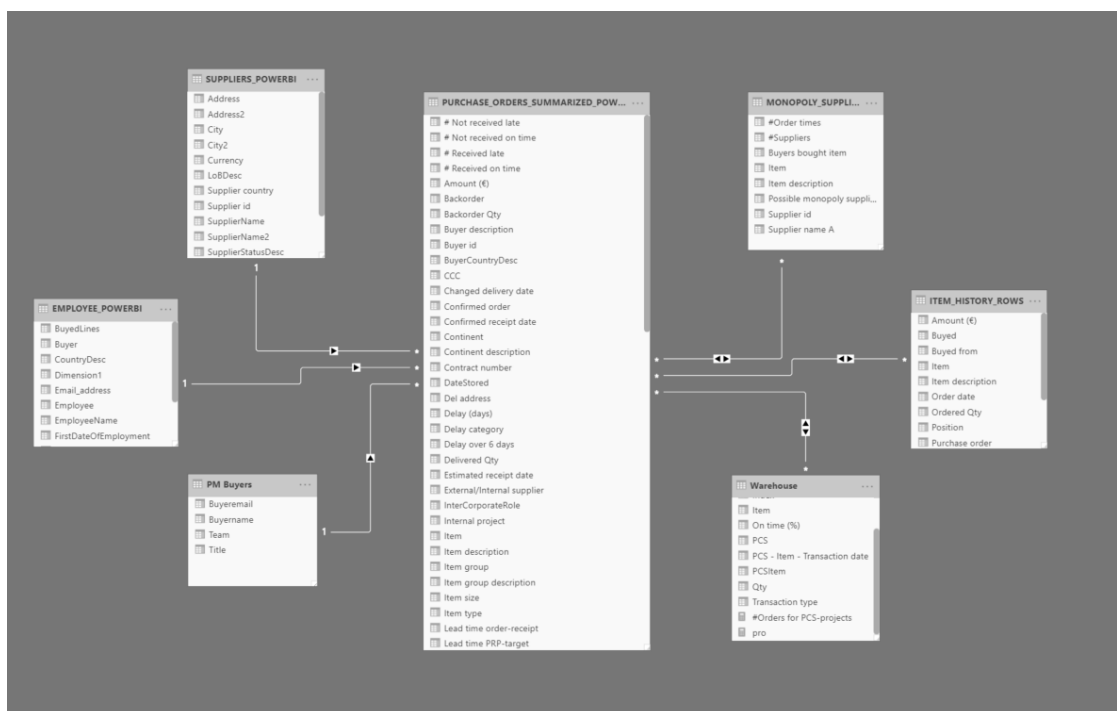 SUPPLIERS_POWERBI ...
Address
Address2
City
City2
Currency
LoBDesc
Supplier country
Supplier id
SupplierName
SupplierName2
SupplierStatusDesc
1
EMPLOYEE_POWERBI ...
BuyedLines
Buyer
CountryDesc
Dimension1
Email_address
Employee
EmployeeName
FirstDateOfEmployment
1
PM Buyers ...
Buyeremail
Buyername
Team
Title
1
PURCHASE_ORDERS_SUMMARIZED_POW... ...
# Not received late
# Not received on time
# Received late
# Received on time
Amount (€)
Backorder
Backorder Qty
Buyer description
Buyer id
BuyerCountryDesc
CCC
Changed delivery date
Confirmed order
Confirmed receipt date
Continent
Continent description
Contract number
DateStored
Del address
Delay (days)
Delay category
Delay over 6 days
Delivered Qty
Estimated receipt date
External/Internal supplier
InterCorporateRole
Internal project
Item
Item description
Item group
Item group description
Item size
Item type
Lead time order-receipt
Lead time PRP-target
*
*
*
*
*
*
MONOPOLY_SUPPLI... ...
#Order times
#Suppliers
Buyers bought item
Item
Item description
Possible monopoly suppli...
Supplier id
Supplier name A
*
ITEM_HISTORY_ROWS ...
Amount (€)
Buyed
Buyed from
Item
Item description
Order date
Ordered Qty
Position
Purchase order
*
Warehouse ...
Item
On time (%)
PCS
PCS - Item - Transaction date
PCSItem
Qty
Transaction type
#Orders for PCS-projects
pro
*